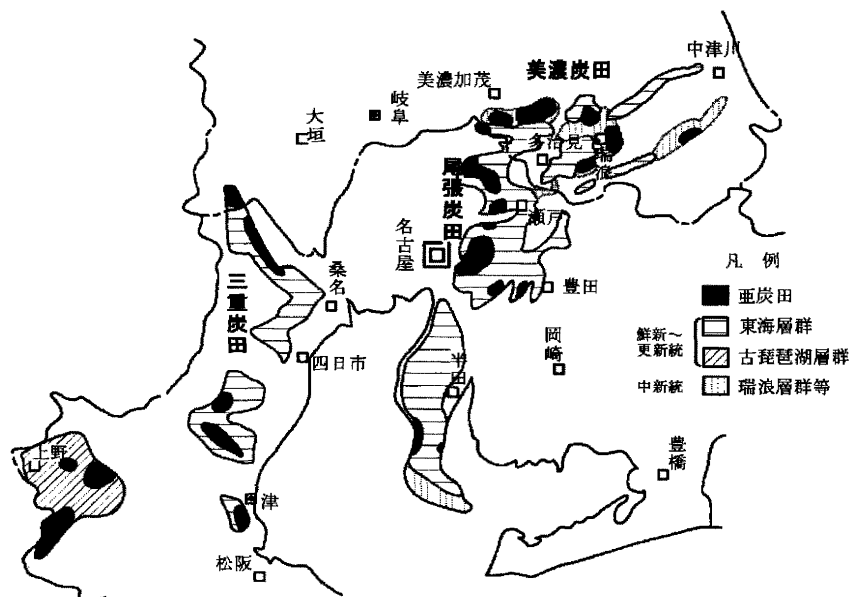 中津川
美濃炭田
美濃加茂
岐阜
大垣
多治見
瑞浪
尾張炭田
瀬戸
名古屋
凡例
桑名
豊田
亜炭田
三重炭田
鮮新〜
更新統
東海層群
古琵琶湖層群
岡崎
四日市
半田
中新統
瑞浪層群等
上野
豊橋
津
松阪